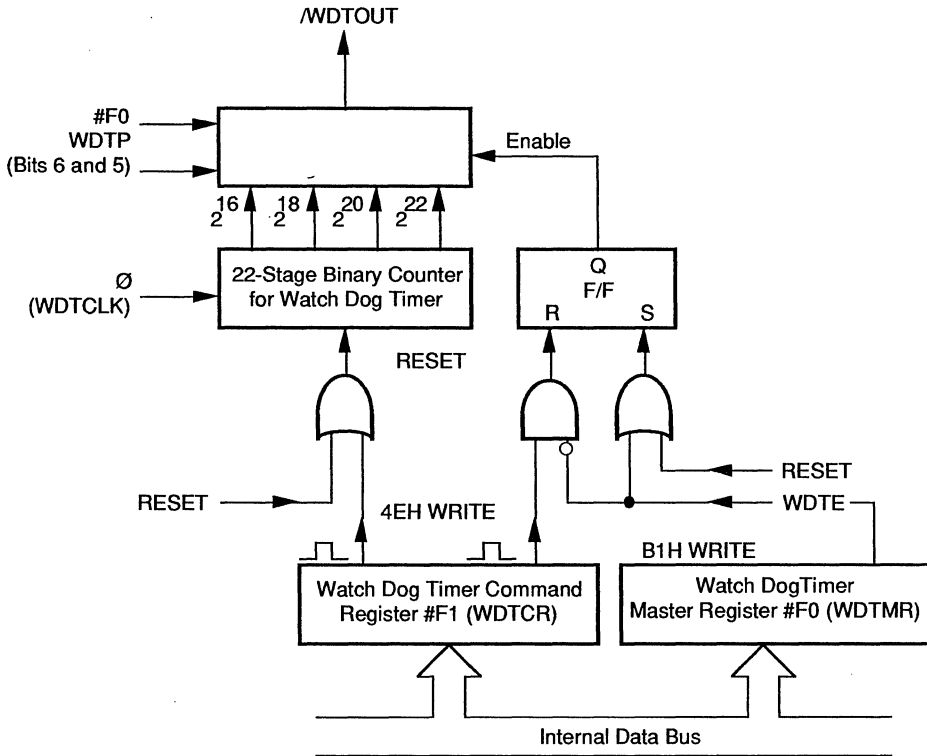 /WDTOUT
#F0
WDTP
(Bits 6 and 5)
Enable
2^16 2^18 2^20 2^22
Ø
(WDTCLK)
22-Stage Binary Counter
for Watch Dog Timer
Q
F/F
R S
RESET
RESET
RESET
WDTE
4EH WRITE
B1H WRITE
Watch Dog Timer Command
Register #F1 (WDTCR)
Watch DogTimer
Master Register #F0 (WDTMR)
Internal Data Bus